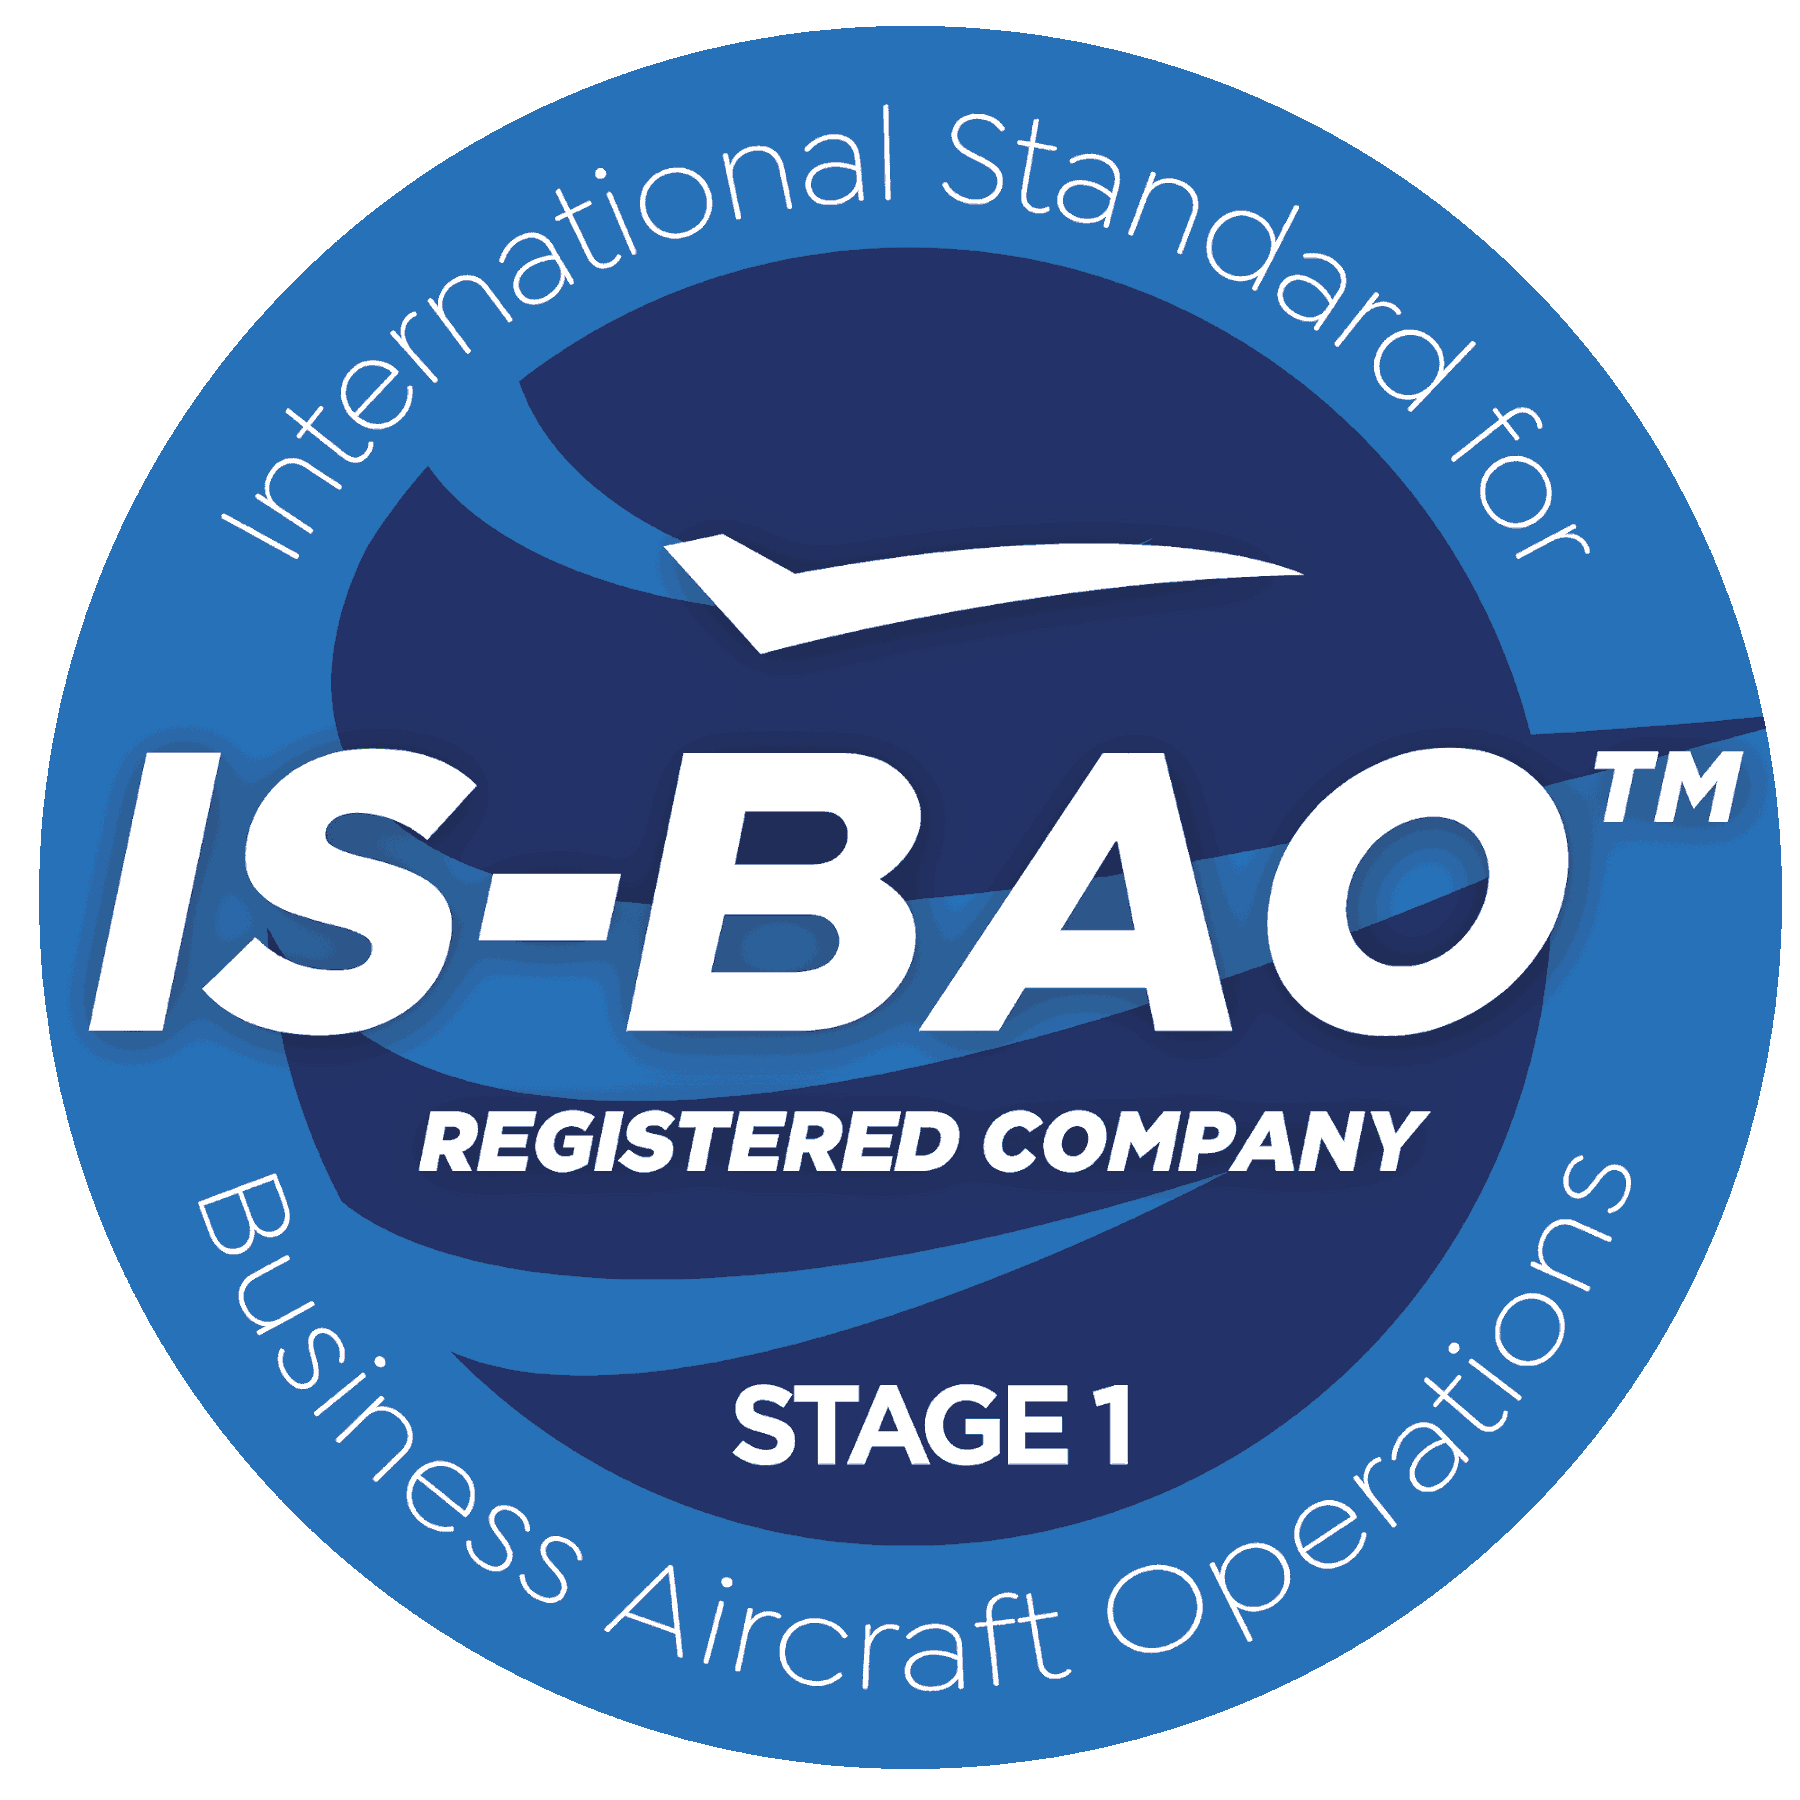 International Standard for
IS-BAO™
REGISTERED COMPANY
STAGE 1
Business Aircraft Operations